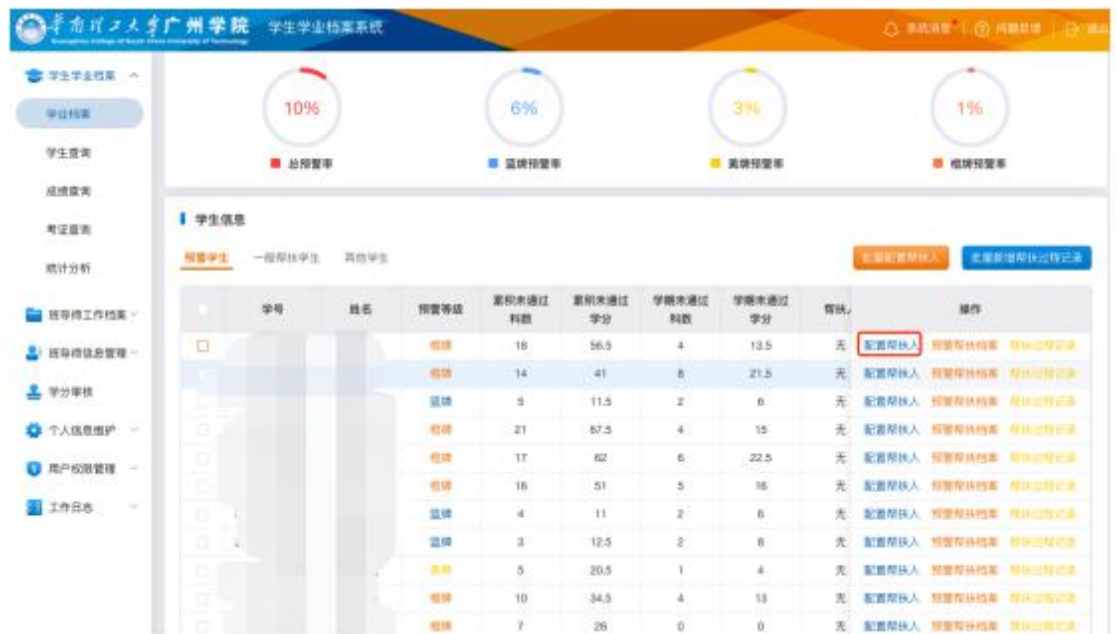 华南理工大学广州学院 学生学业档案系统 系统消息 问题反馈 退出
学生学业档案
学业档案
学生查询
成绩查询
考证查询
统计分析
班导师工作档案
班导师信息管理
学分审核
个人信息维护
用户权限管理
工作日志
10% 6% 3% 1%
总预警率 蓝牌预警率 黄牌预警率 橙牌预警率
学生信息
预警学生 一般帮扶学生 其他学生 批量配置帮扶人 批量新增帮扶过程记录
学号 姓名 预警等级 累积未通过科数 累积未通过学分 学期未通过科数 学期未通过学分 帮扶人 操作
橙牌 18 56.5 4 13.5 无 配置帮扶人 预警帮扶档案 帮扶过程记录
橙牌 14 41 8 21.5 无 配置帮扶人 预警帮扶档案 帮扶过程记录
蓝牌 5 11.5 2 6 无 配置帮扶人 预警帮扶档案 帮扶过程记录
橙牌 21 67.5 4 15 无 配置帮扶人 预警帮扶档案 帮扶过程记录
橙牌 17 62 6 22.5 无 配置帮扶人 预警帮扶档案 帮扶过程记录
橙牌 16 51 5 16 无 配置帮扶人 预警帮扶档案 帮扶过程记录
蓝牌 4 11 2 6 无 配置帮扶人 预警帮扶档案 帮扶过程记录
蓝牌 3 12.5 2 8 无 配置帮扶人 预警帮扶档案 帮扶过程记录
黄牌 5 20.5 1 4 无 配置帮扶人 预警帮扶档案 帮扶过程记录
橙牌 10 34.5 4 13 无 配置帮扶人 预警帮扶档案 帮扶过程记录
橙牌 7 26 0 0 无 配置帮扶人 预警帮扶档案 帮扶过程记录